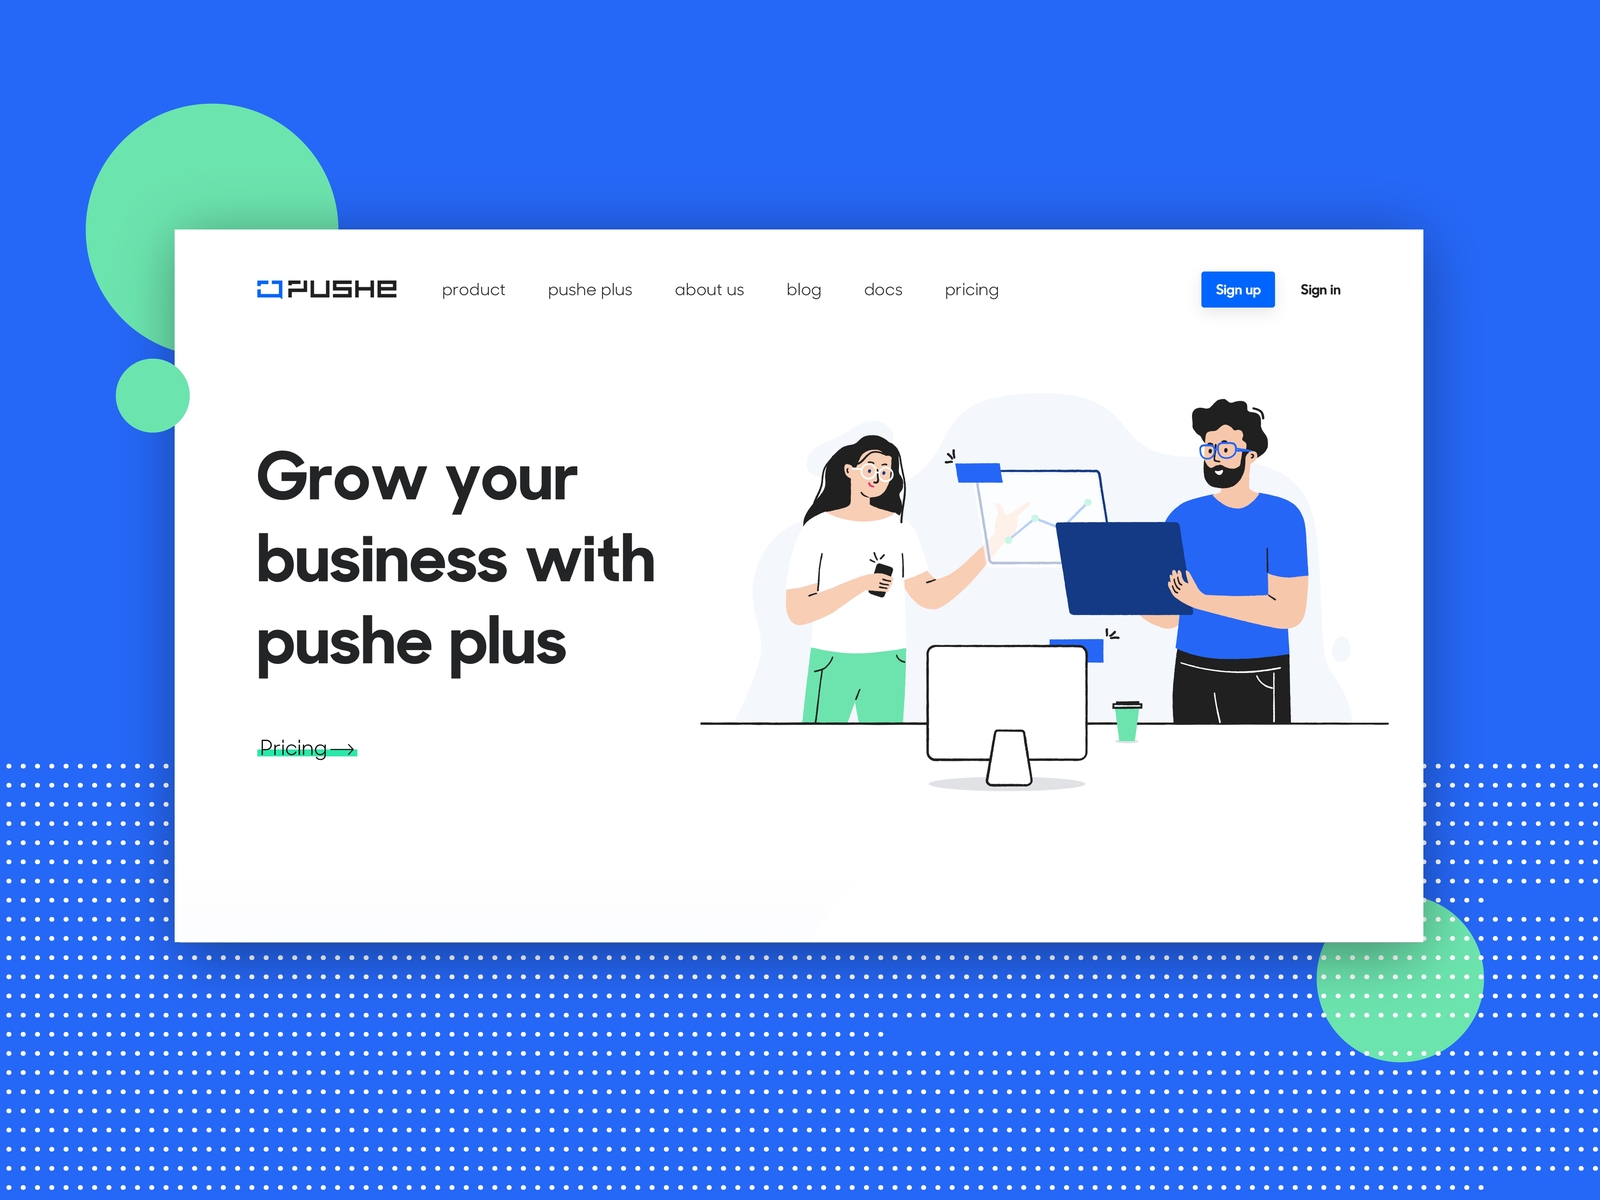 PUSHE product pushe plus about us blog docs pricing Sign up Sign in
Grow your
business with
pushe plus
Pricing→